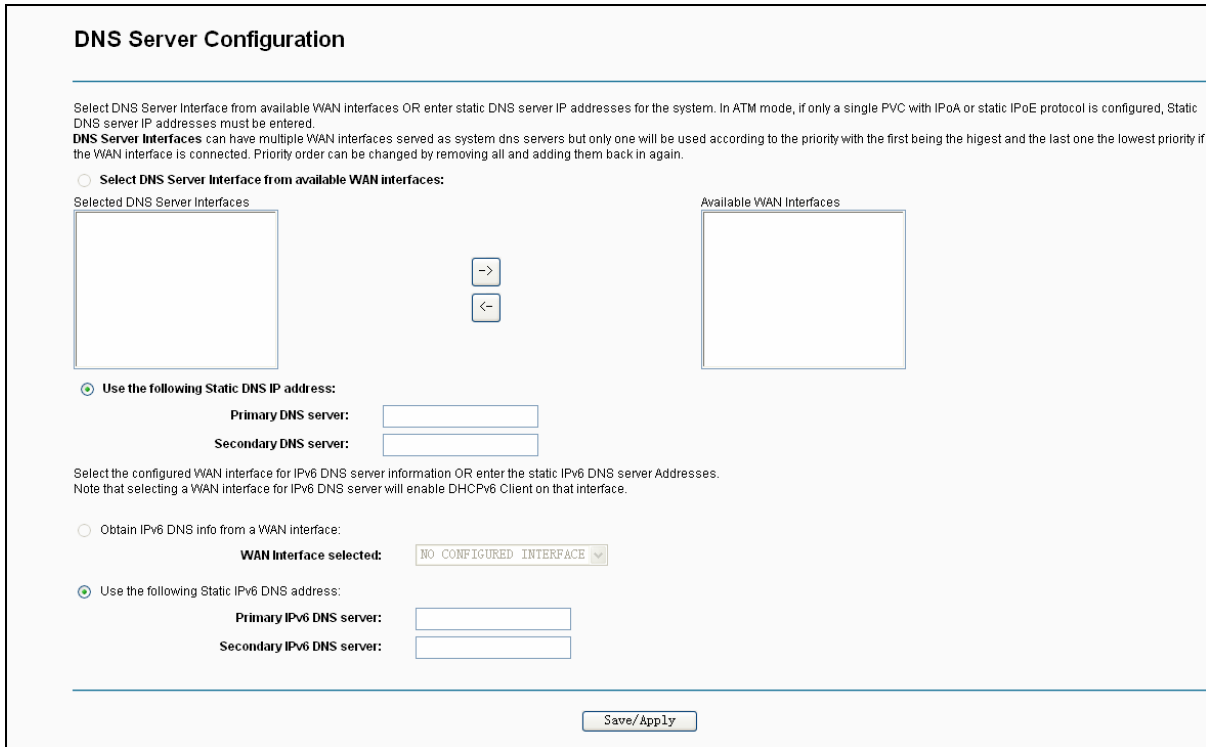 DNS Server Configuration
Select DNS Server Interface from available WAN interfaces OR enter static DNS server IP addresses for the system. In ATM mode, if only a single PVC with IPoA or static IPoE protocol is configured, Static
DNS server IP addresses must be entered.
DNS Server Interfaces can have multiple WAN interfaces served as system dns servers but only one will be used according to the priority with the first being the higest and the last one the lowest priority if
the WAN interface is connected. Priority order can be changed by removing all and adding them back in again.
Select DNS Server Interface from available WAN interfaces:
Selected DNS Server Interfaces
Available WAN Interfaces
->
<-
Use the following Static DNS IP address:
Primary DNS server:
Secondary DNS server:
Select the configured WAN interface for IPv6 DNS server information OR enter the static IPv6 DNS server Addresses.
Note that selecting a WAN interface for IPv6 DNS server will enable DHCPv6 Client on that interface.
Obtain IPv6 DNS info from a WAN interface:
WAN Interface selected: NO CONFIGURED INTERFACE
Use the following Static IPv6 DNS address:
Primary IPv6 DNS server:
Secondary IPv6 DNS server:
Save/Apply